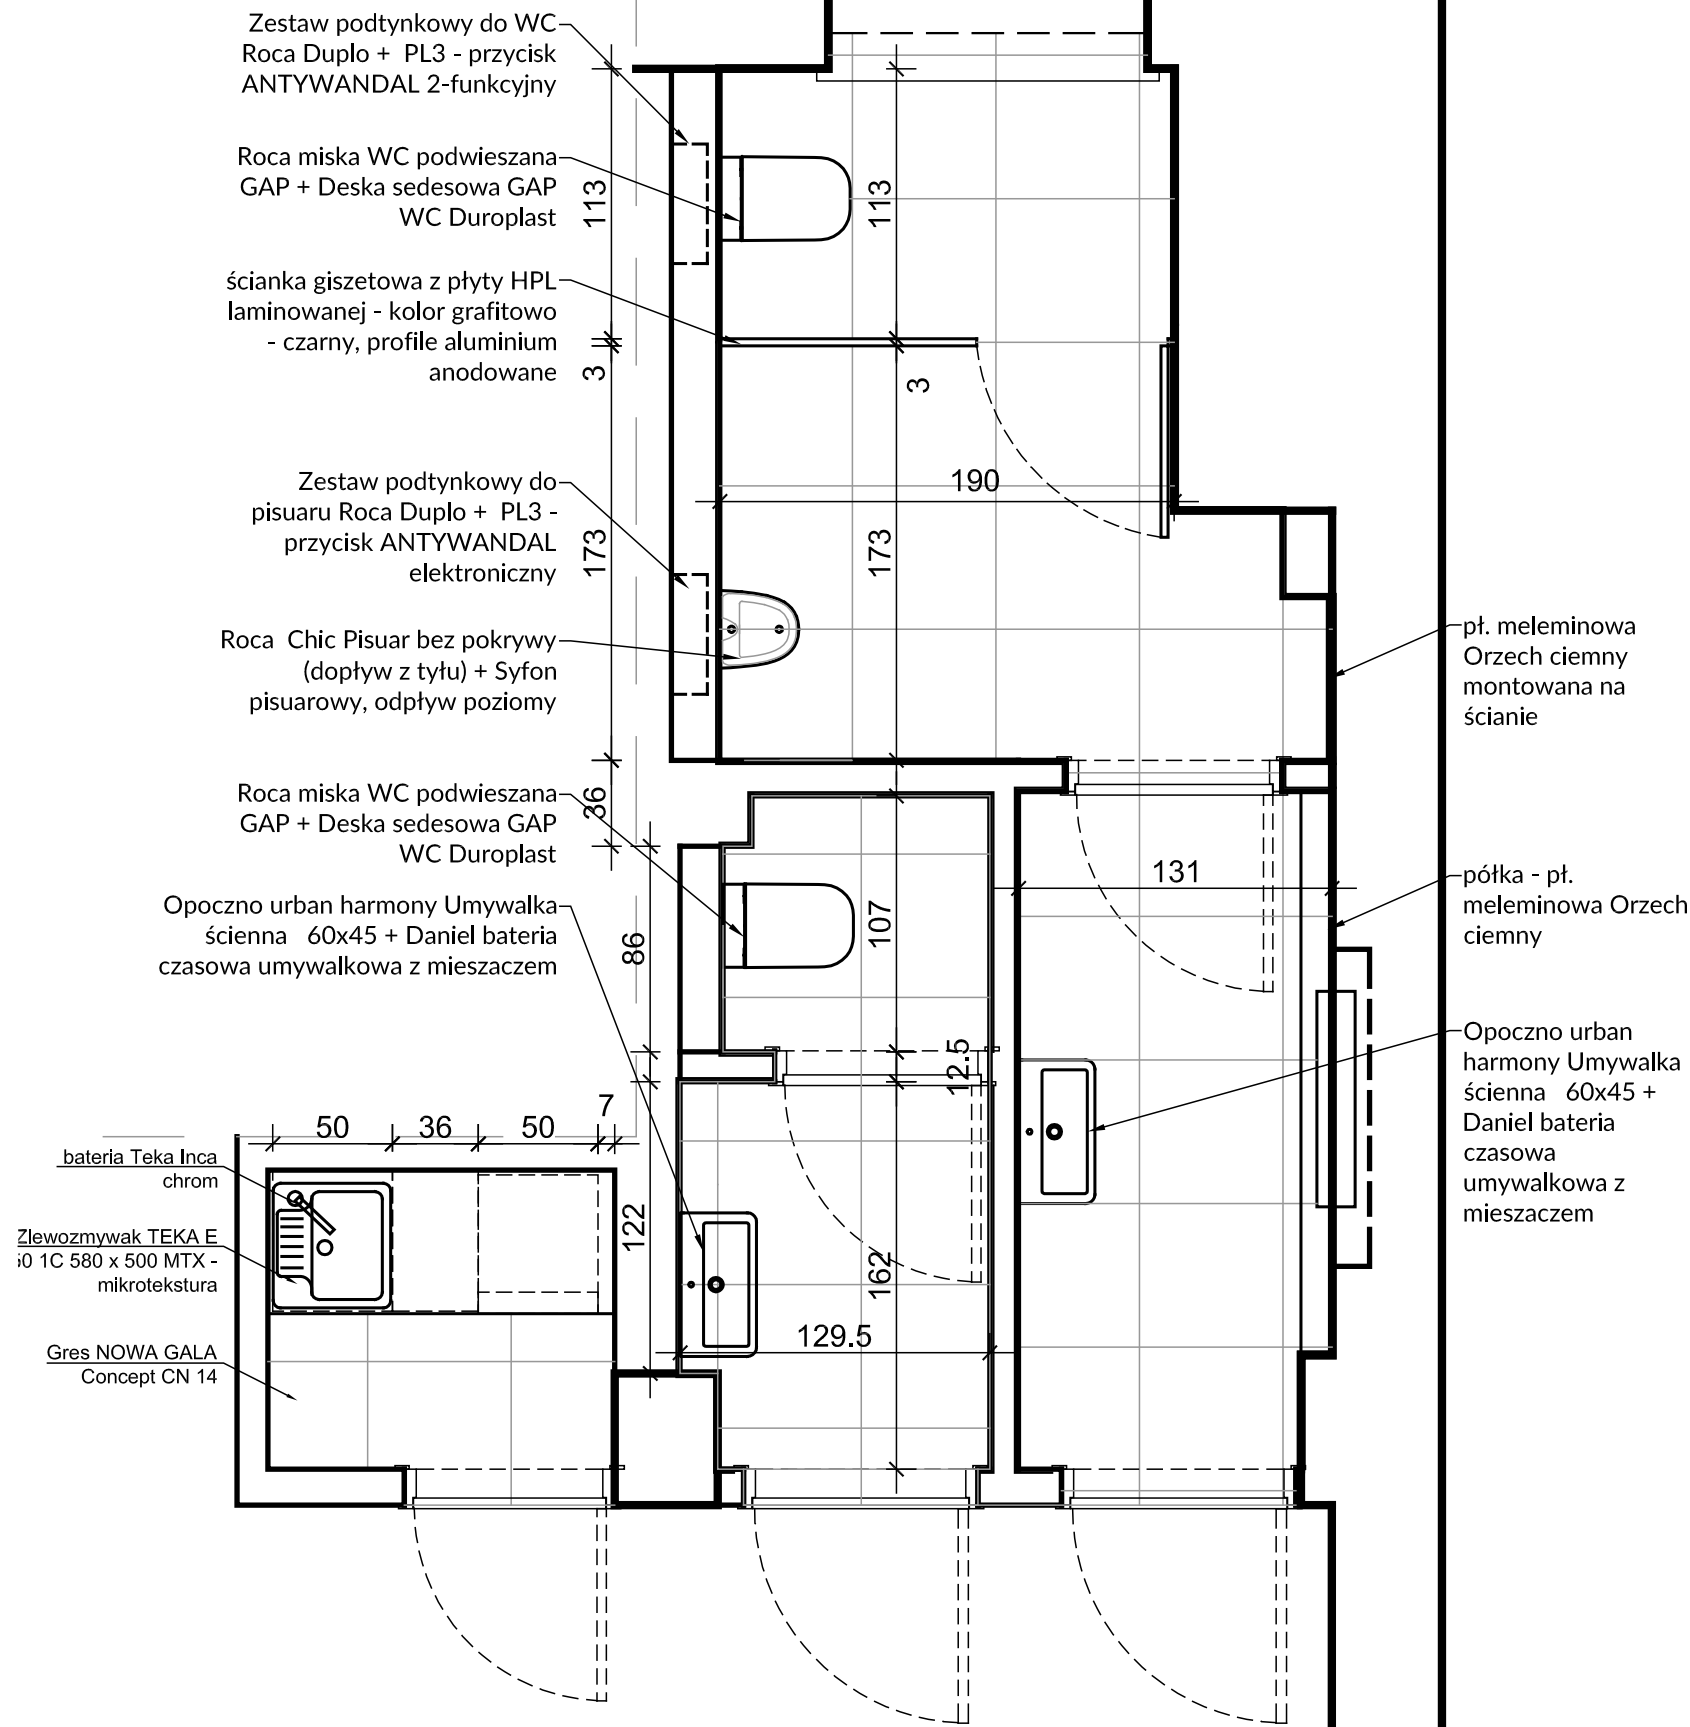 Zestaw podtynkowy do WC
Roca Duplo + PL3 - przycisk
ANTYWANDAL 2-funkcyjny
Roca miska WC podwieszana
GAP + Deska sedesowa GAP
WC Duroplast
113
113
ścianka giszetowa z płyty HPL
laminowanej - kolor grafitowo
- czarny, profile aluminium
anodowane
3
3
190
Zestaw podtynkowy do
pisuaru Roca Duplo + PL3 -
przycisk ANTYWANDAL
elektroniczny
173
173
Roca Chic Pisuar bez pokrywy
(dopływ z tyłu) + Syfon
pisuarowy, odpływ poziomy
pł. meleminowa
Orzech ciemny
montowana na
ścianie
Roca miska WC podwieszana
GAP + Deska sedesowa GAP
WC Duroplast
36
131
półka - pł.
meleminowa Orzech
ciemny
Opoczno urban harmony Umywalka
ścienna 60x45 + Daniel bateria
czasowa umywalkowa z mieszaczem
86
107
12.5
Opoczno urban
harmony Umywalka
ścienna 60x45 +
Daniel bateria
czasowa
umywalkowa z
mieszaczem
50
36
50
7
bateria Teka Inca
chrom
122
162
Zlewozmywak TEKA E
0 1C 580 x 500 MTX -
mikrotekstura
129.5
Gres NOWA GALA
Concept CN 14